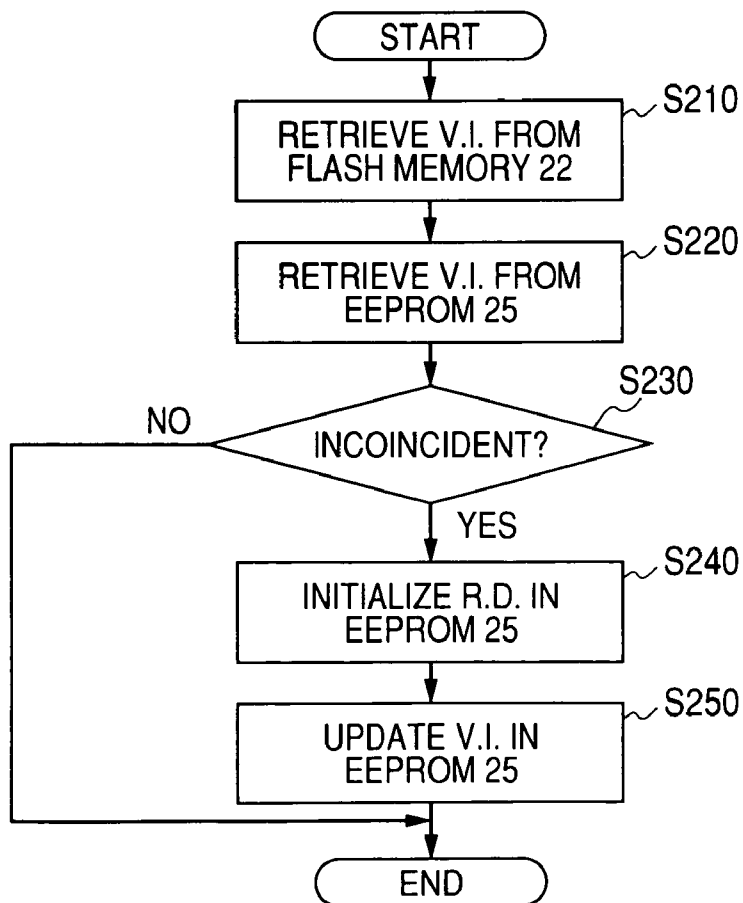 START
S210
RETRIEVE V.I. FROM
FLASH MEMORY 22
S220
RETRIEVE V.I. FROM
EEPROM 25
S230
NO
INCOINCIDENT?
YES
S240
INITIALIZE R.D. IN
EEPROM 25
S250
UPDATE V.I. IN
EEPROM 25
END